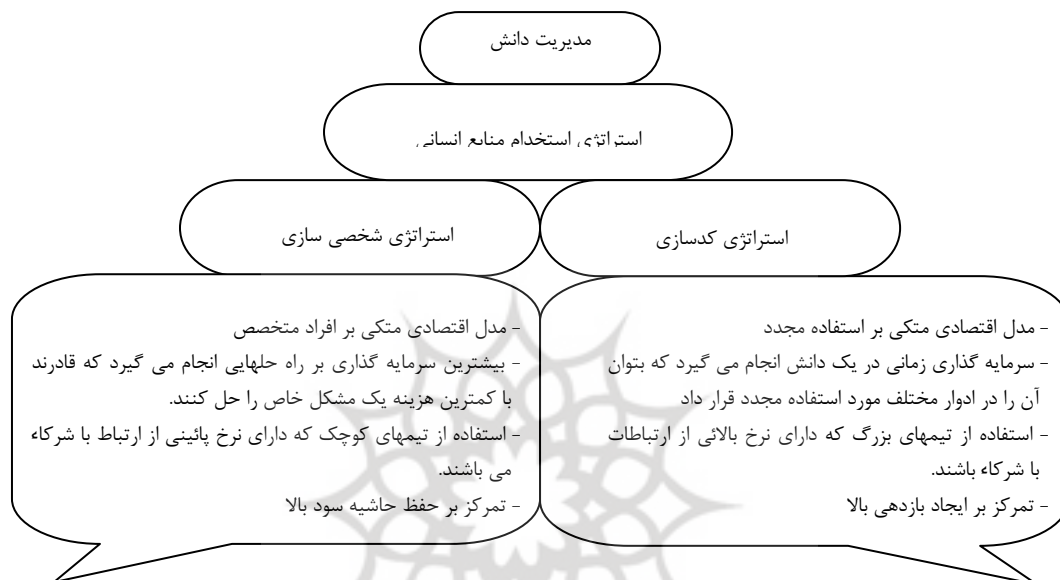 مدیریت دانش
استراتژی استخدام منابع انسانی
استراتژی کدسازی
استراتژی شخصی سازی
- مدل اقتصادی متکی بر استفاده مجدد
- سرمایه گذاری زمانی در یک دانش انجام می گیرد که بتوان
آن را در ادوار مختلف مورد استفاده مجدد قرار داد
- استفاده از تیمهای بزرگ که دارای نرخ بالائی از ارتباطات
با شرکاء باشند.
- تمرکز بر ایجاد بازدهی بالا
- مدل اقتصادی متکی بر افراد متخصص
- بیشترین سرمایه گذاری بر راه حلهایی انجام می گیرد که قادرند
با کمترین هزینه یک مشکل خاص را حل کنند.
- استفاده از تیمهای کوچک که دارای نرخ پائینی از ارتباط با شرکاء
می باشند.
- تمرکز بر حفظ حاشیه سود بالا